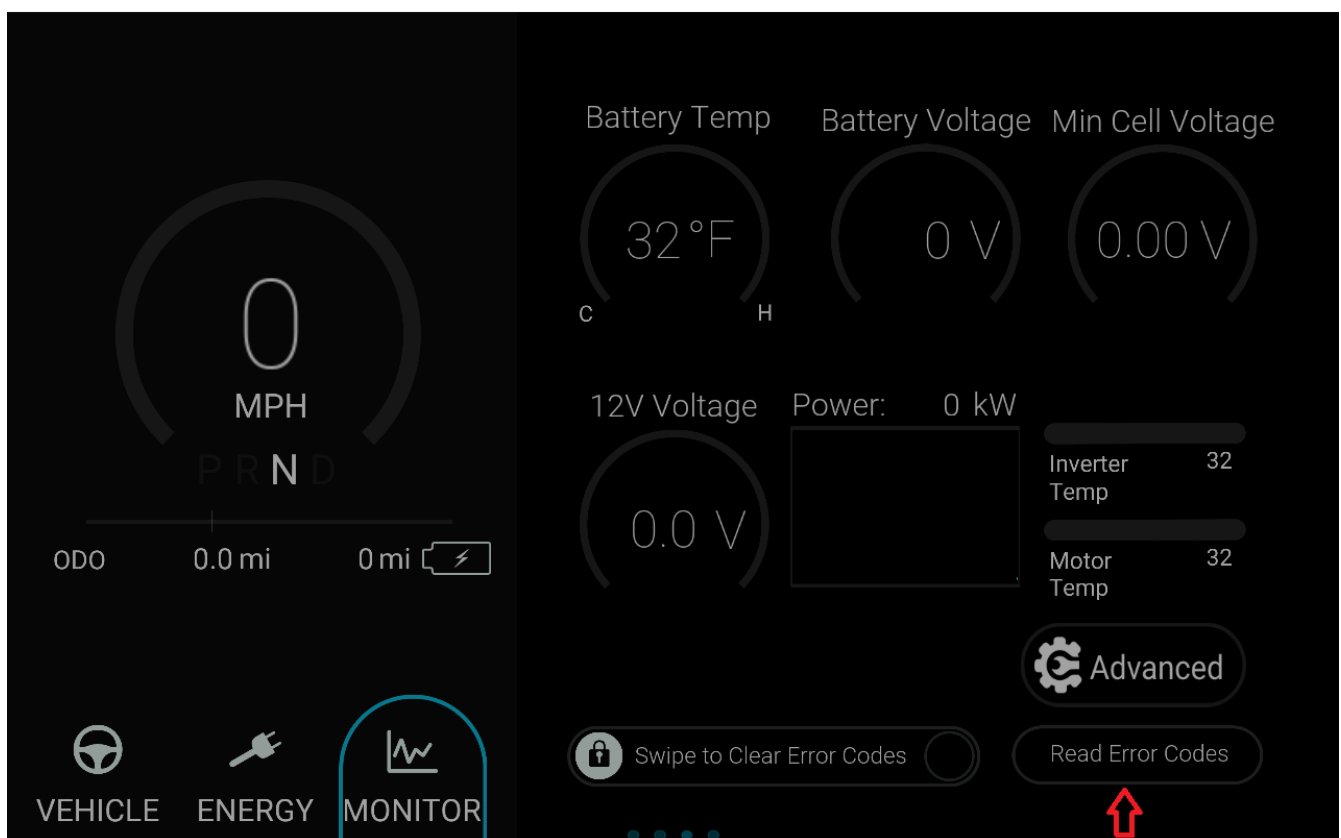 0
MPH
P R N D
ODO 0.0 mi 0 mi
VEHICLE ENERGY MONITOR
Battery Temp Battery Voltage Min Cell Voltage
32°F 0 V 0.00 V
C H
12V Voltage Power: 0 kW
0.0 V
Inverter 32
Temp
Motor 32
Temp
Advanced
Swipe to Clear Error Codes Read Error Codes